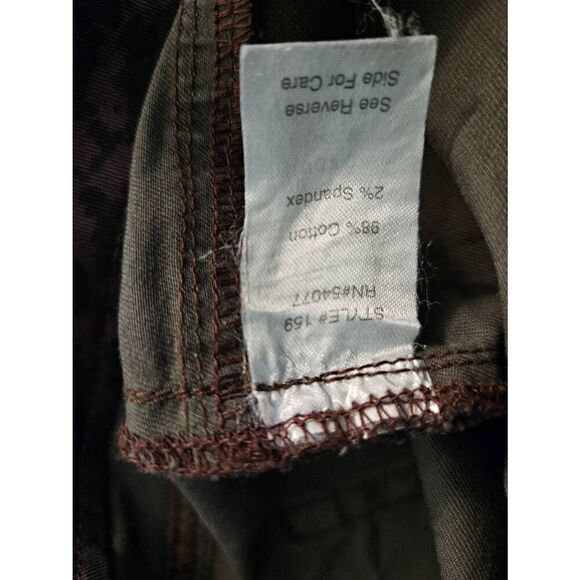 STYLE# 159
RN#54077
98% Cotton
2% Spandex
See Reverse
Side For Care